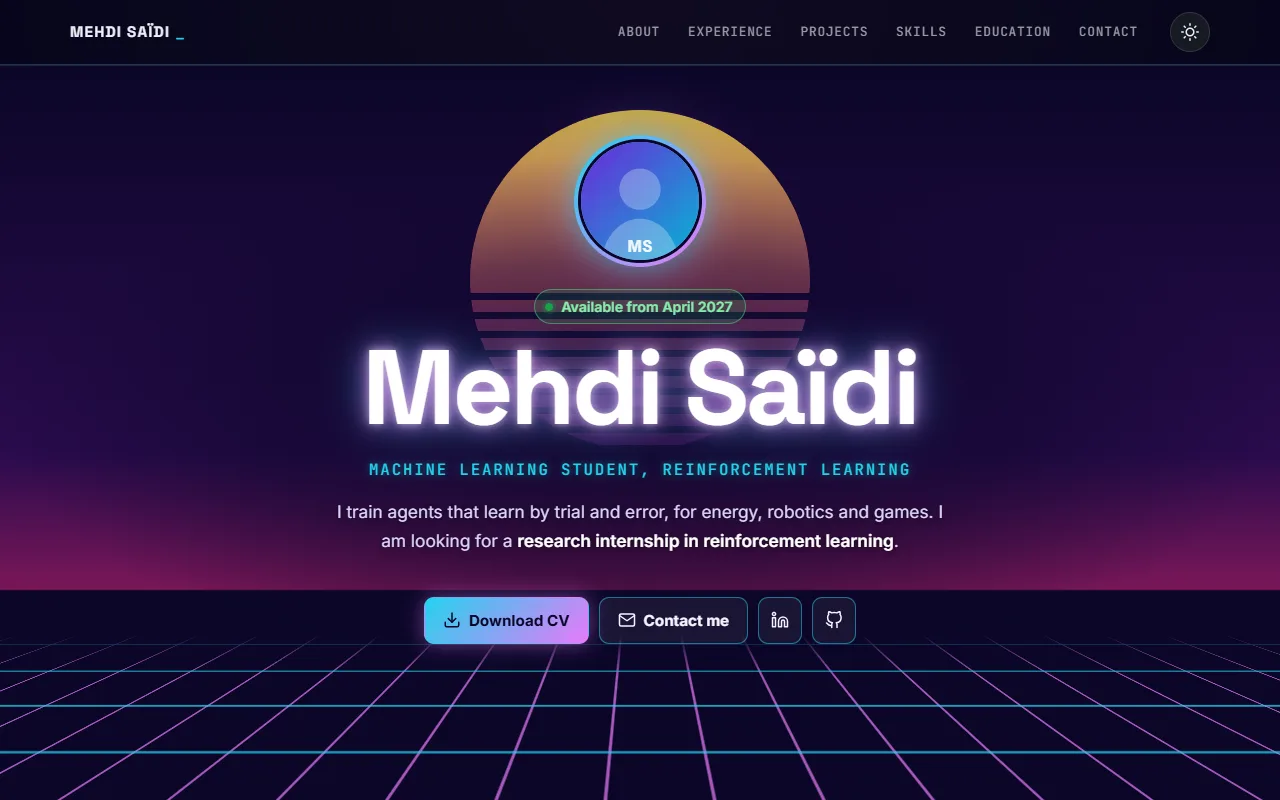 MEHDI SAÏDI _
ABOUT EXPERIENCE PROJECTS SKILLS EDUCATION CONTACT
MS
Available from April 2027
Mehdi Saïdi
MACHINE LEARNING STUDENT, REINFORCEMENT LEARNING
I train agents that learn by trial and error, for energy, robotics and games. I
am looking for a research internship in reinforcement learning.
Download CV Contact me